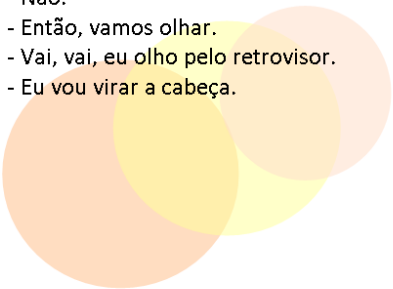 - Não.
- Então, vamos olhar.
- Vai, vai, eu olho pelo retrovisor.
- Eu vou virar a cabeça.